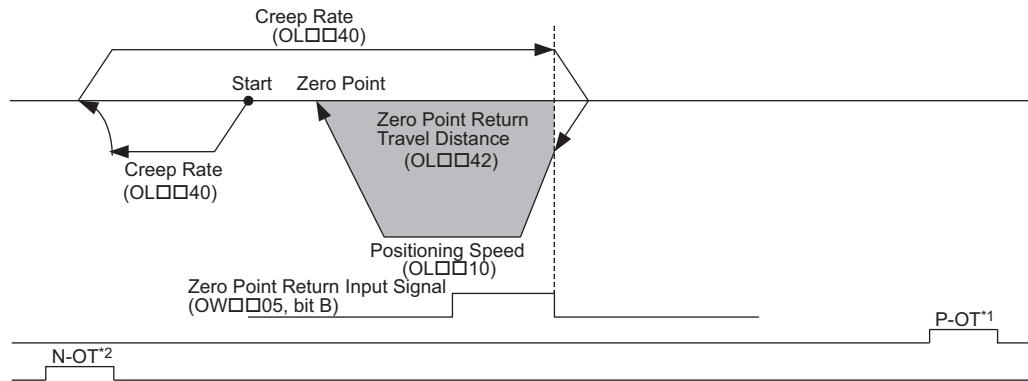 Creep Rate
(OL□□40)
Start
Zero Point
Zero Point Return
Travel Distance
(OL□□42)
Creep Rate
(OL□□40)
Positioning Speed
(OL□□10)
Zero Point Return Input Signal
(OW□□05, bit B)
P-OT*1
N-OT*2